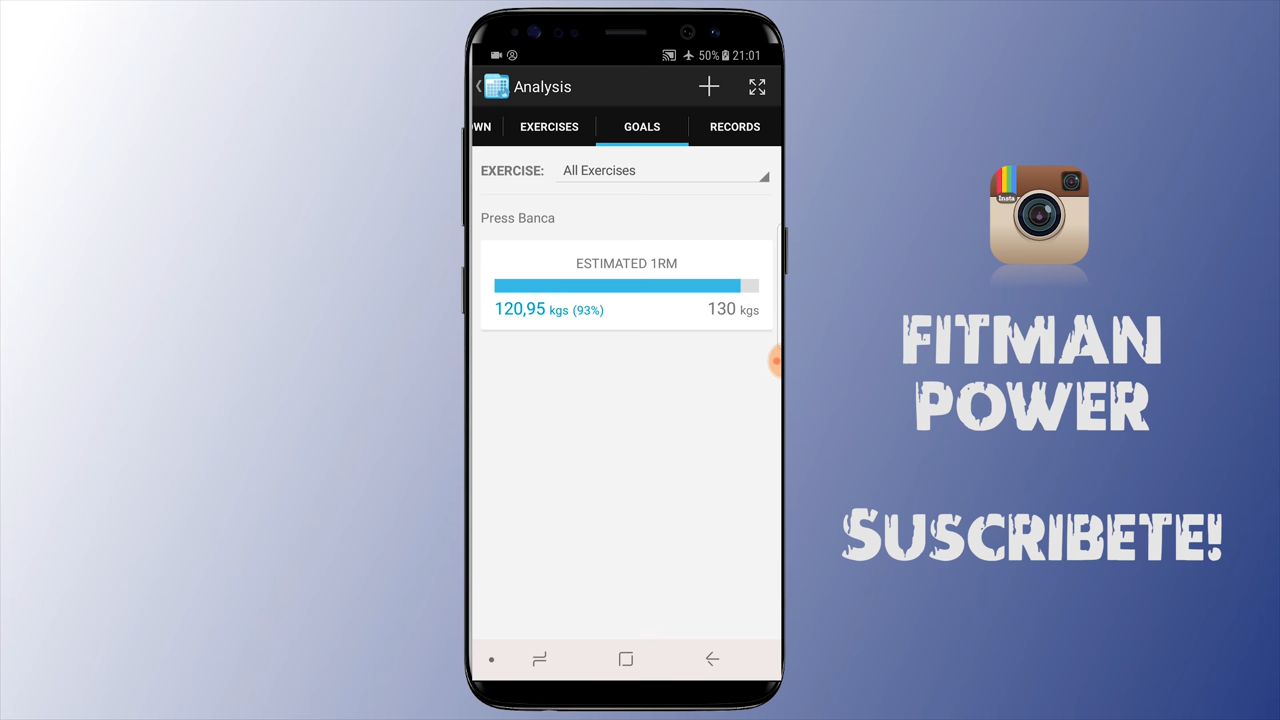 50% 21:01
Analysis
OWN EXERCISES GOALS RECORDS
EXERCISE: All Exercises
Press Banca
ESTIMATED 1RM
120,95 kgs (93%) 130 kgs
Insta
FITMAN
POWER
SUSCRIBETE!